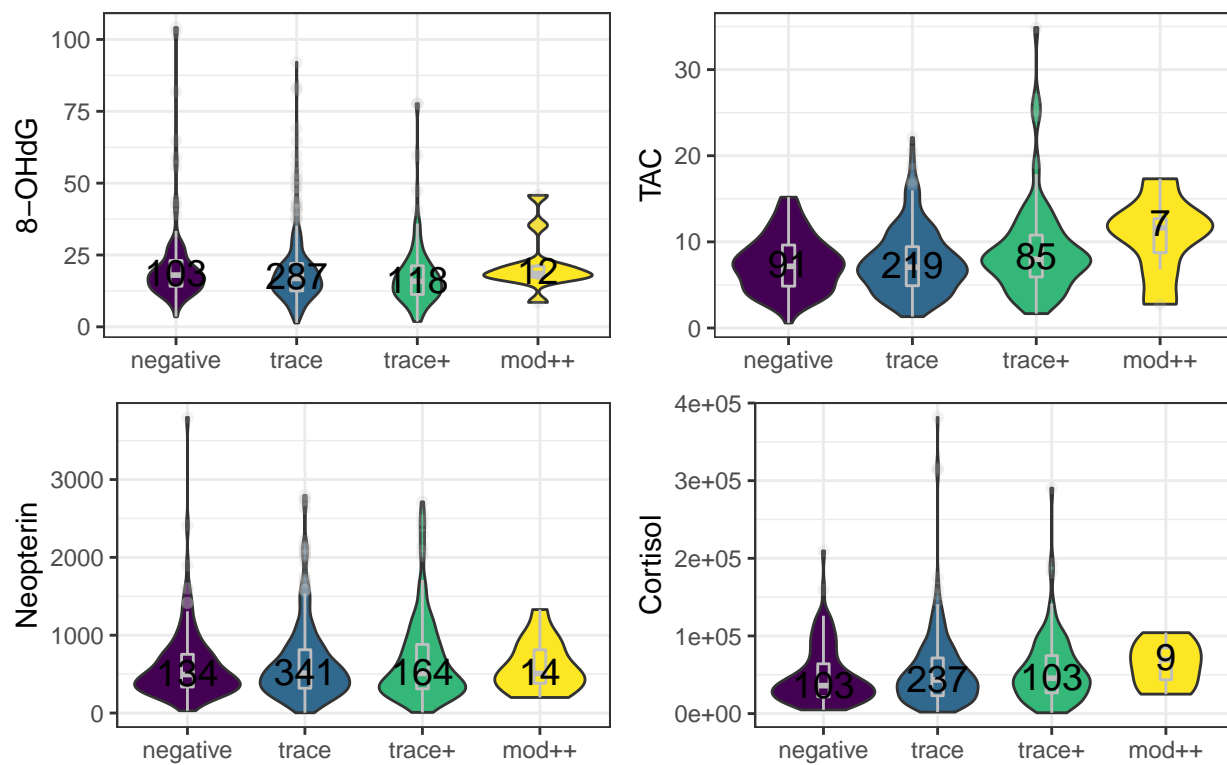 8−OHdG
100
75
50
25
0
103
287
118
12
negative
trace
trace+
mod++
TAC
30
20
10
0
91
219
85
7
negative
trace
trace+
mod++
Neopterin
3000
2000
1000
0
134
341
164
14
negative
trace
trace+
mod++
Cortisol
4e+05
3e+05
2e+05
1e+05
0e+00
103
237
103
9
negative
trace
trace+
mod++